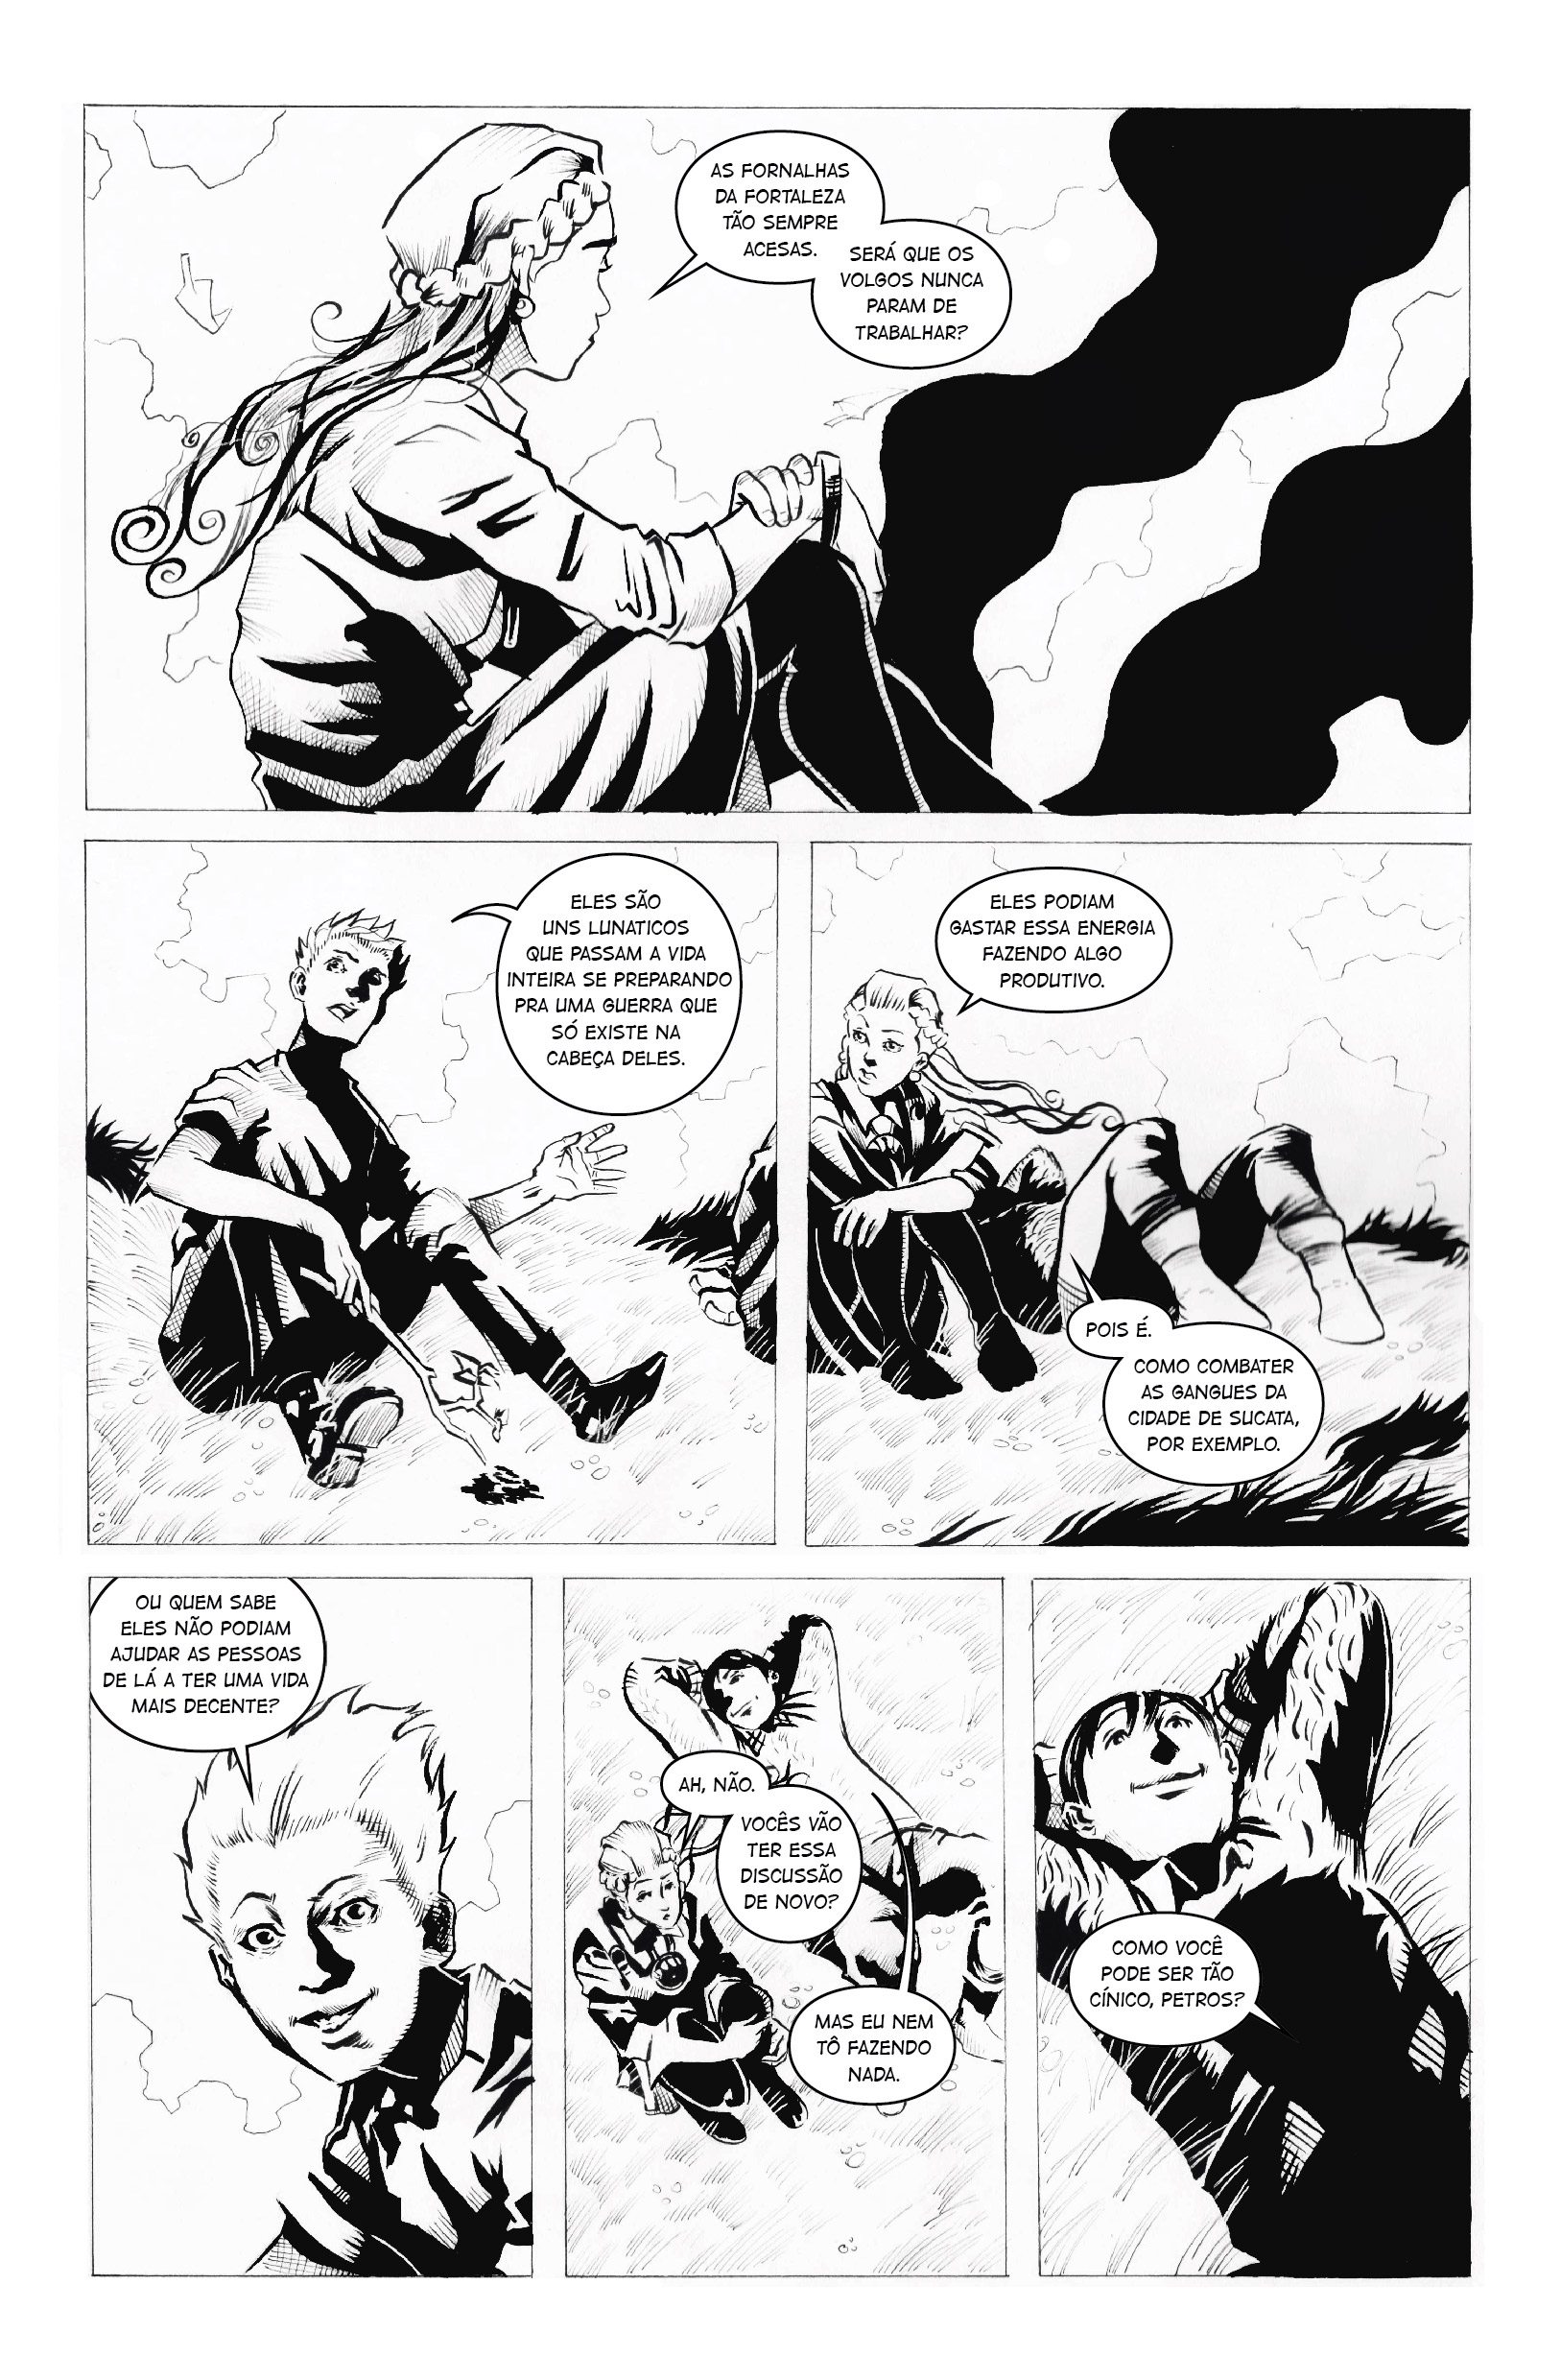 AS FORNALHAS
DA FORTALEZA
TÃO SEMPRE
ACESAS.
SERÁ QUE OS
VOLGOS NUNCA
PARAM DE
TRABALHAR?
ELES SÃO
UNS LUNATICOS
QUE PASSAM A VIDA
INTEIRA SE PREPARANDO
PRA UMA GUERRA QUE
SÓ EXISTE NA
CABEÇA DELES.
ELES PODIAM
GASTAR ESSA ENERGIA
FAZENDO ALGO
PRODUTIVO.
POIS É.
COMO COMBATER
AS GANGUES DA
CIDADE DE SUCATA,
POR EXEMPLO.
OU QUEM SABE
ELES NÃO PODIAM
AJUDAR AS PESSOAS
DE LÁ A TER UMA VIDA
MAIS DECENTE?
AH, NÃO.
VOCÊS VÃO
TER ESSA
DISCUSSÃO
DE NOVO?
MAS EU NEM
TÔ FAZENDO
NADA.
COMO VOCÊ
PODE SER TÃO
CÍNICO, PETROS?